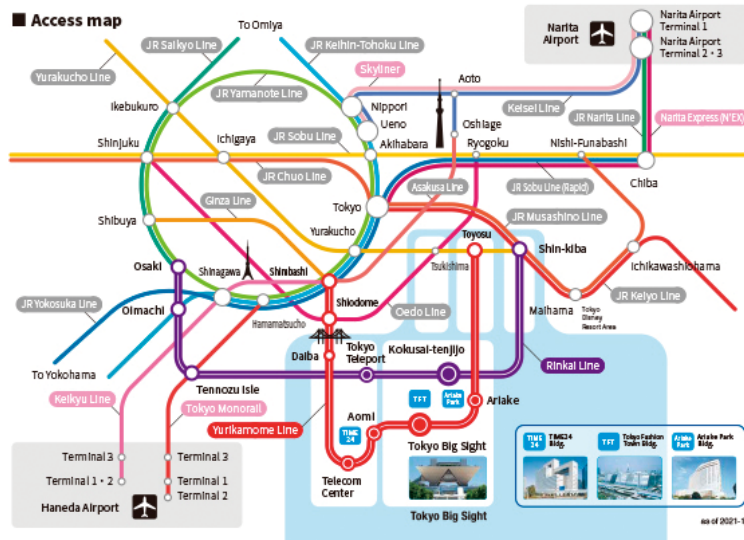 ■ Access map
To Omiya
JR Saikyo Line
JR Keihin-Tohoku Line
Yurakucho Line
Skyliner
Narita
Airport
Narita Airport
Terminal 1
Narita Airport
Terminal 2・3
JR Yamanote Line
Aoto
Ikebukuro
Nippori
Keisei Line
Ueno
Oshiage
JR Narita Line
Narita Express (N'EX)
Shinjuku
Ichigaya
JR Sobu Line
Akihabara
Ryogoku
Nishi-Funabashi
JR Chuo Line
Asakusa Line
JR Sobu Line (Rapid)
Chiba
Ginza Line
Tokyo
JR Musashino Line
Shibuya
Yurakucho
Toyosu
Shin-kiba
Osaki
Shinagawa
Shimbashi
Tsukishima
Ichikawashiohama
JR Yokosuka Line
Oimachi
Hamamatsucho
Shiodome
Oedo Line
Maihama
Tokyo
Disney
Resort Area
JR Keiyo Line
Daiba
Tokyo
Teleport
Kokusai-tenjijo
Rinkai Line
To Yokohama
Tennozu Isle
Keikyu Line
Tokyo Monorail
TFT
Ariake
Park
Ariake
Yurikamome Line
Aomi
TIME
24
Tokyo Big Sight
TIME
24
TIME24
Bldg.
TFT
Tokyo Fashion
Town Bldg.
Ariake
Park
Ariake Park
Bldg.
Terminal 3
Terminal 1・2
Terminal 3
Terminal 1
Terminal 2
Haneda Airport
Telecom
Center
Tokyo Big Sight
as of 2021-1